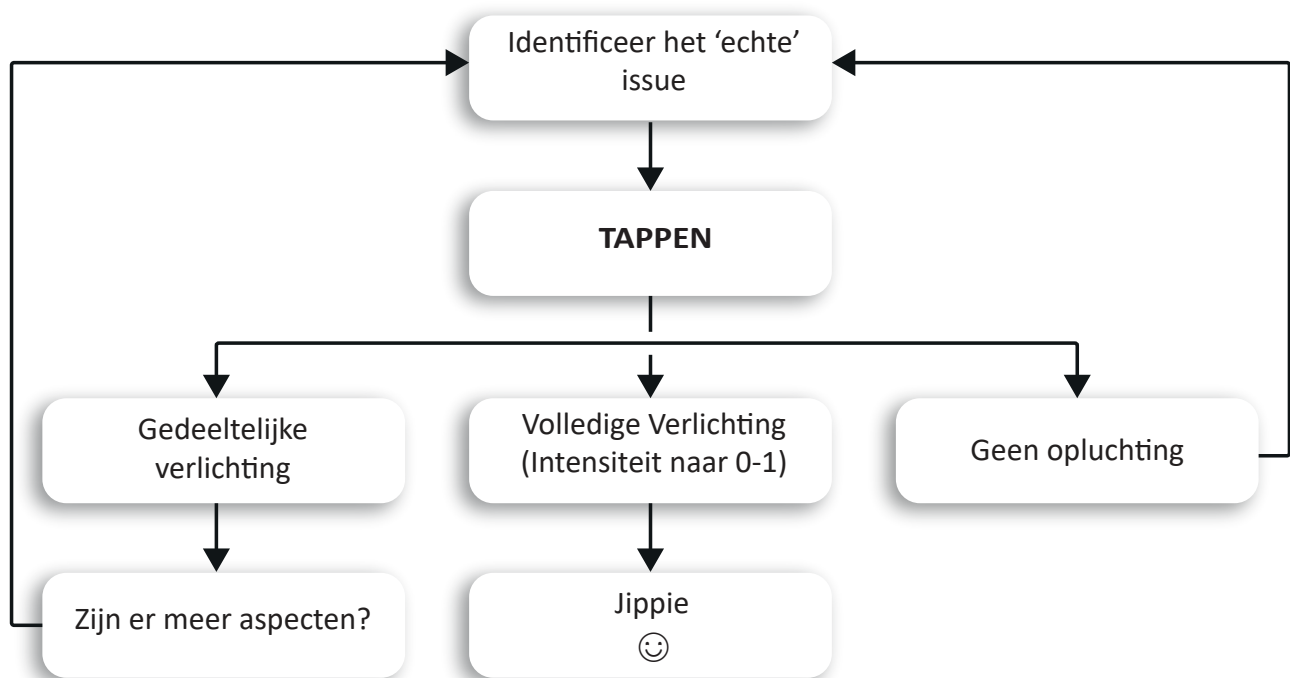 Identificeer het ‘echte’
issue
TAPPEN
Gedeeltelijke
verlichting
Volledige Verlichting
(Intensiteit naar 0-1)
Geen opluchting
Zijn er meer aspecten?
Jippie
☺